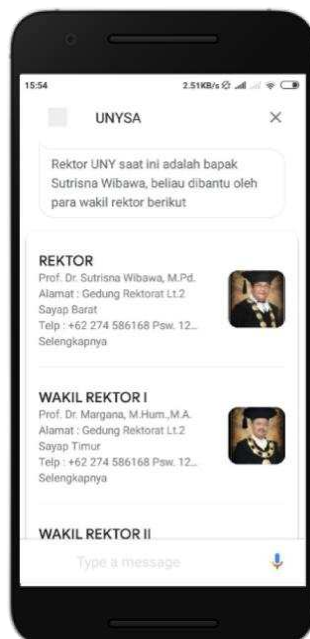 15:54 2.51KB/s
UNYSA
Rektor UNY saat ini adalah bapak
Sutrisna Wibawa, beliau dibantu oleh
para wakil rektor berikut
REKTOR
Prof. Dr. Sutrisna Wibawa, M.Pd.
Alamat : Gedung Rektorat Lt.2
Sayap Barat
Telp : +62 274 586168 Psw. 12...
Selengkapnya
WAKIL REKTOR I
Prof. Dr. Margana, M.Hum.,M.A.
Alamat : Gedung Rektorat Lt.2
Sayap Timur
Telp : +62 274 586168 Psw. 12...
Selengkapnya
WAKIL REKTOR II
Type a message